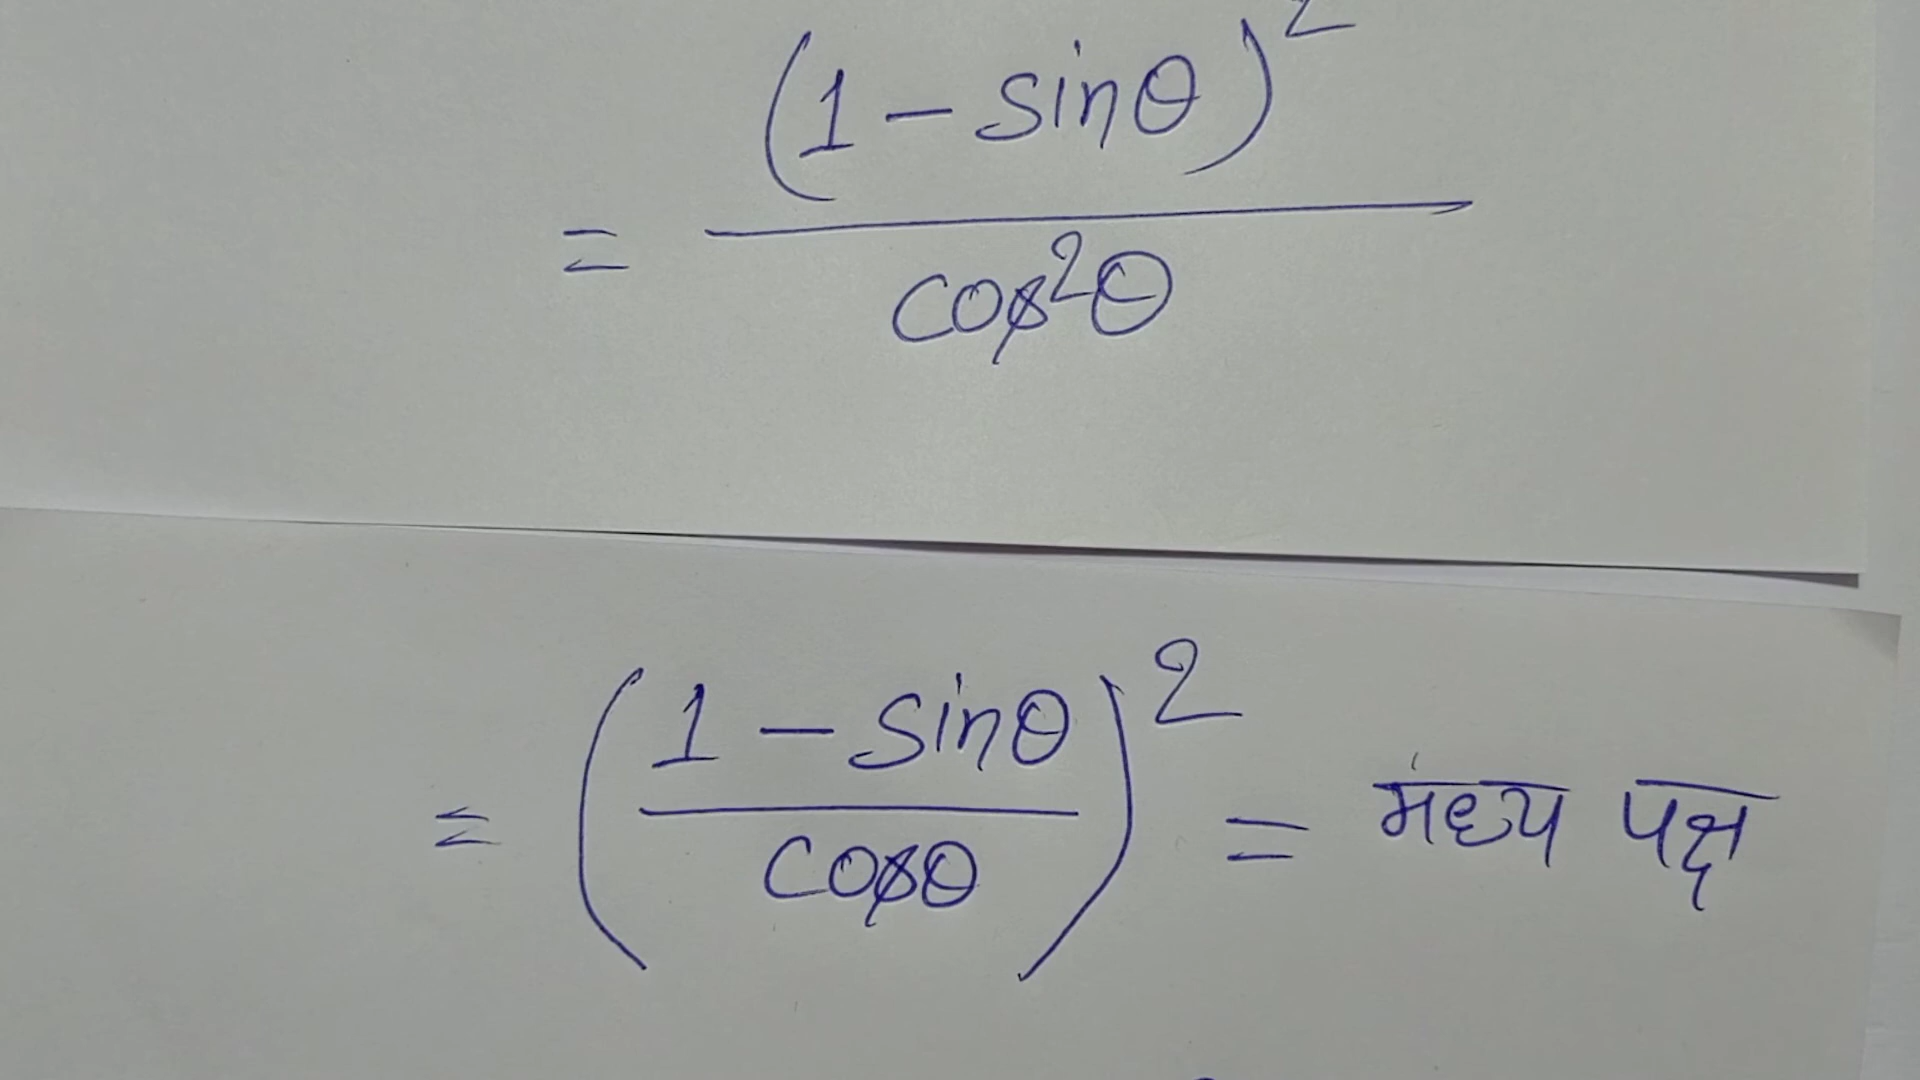 = (1 - sinθ)² / cos²θ
= ((1 - sinθ) / cosθ)² = मध्य पक्ष